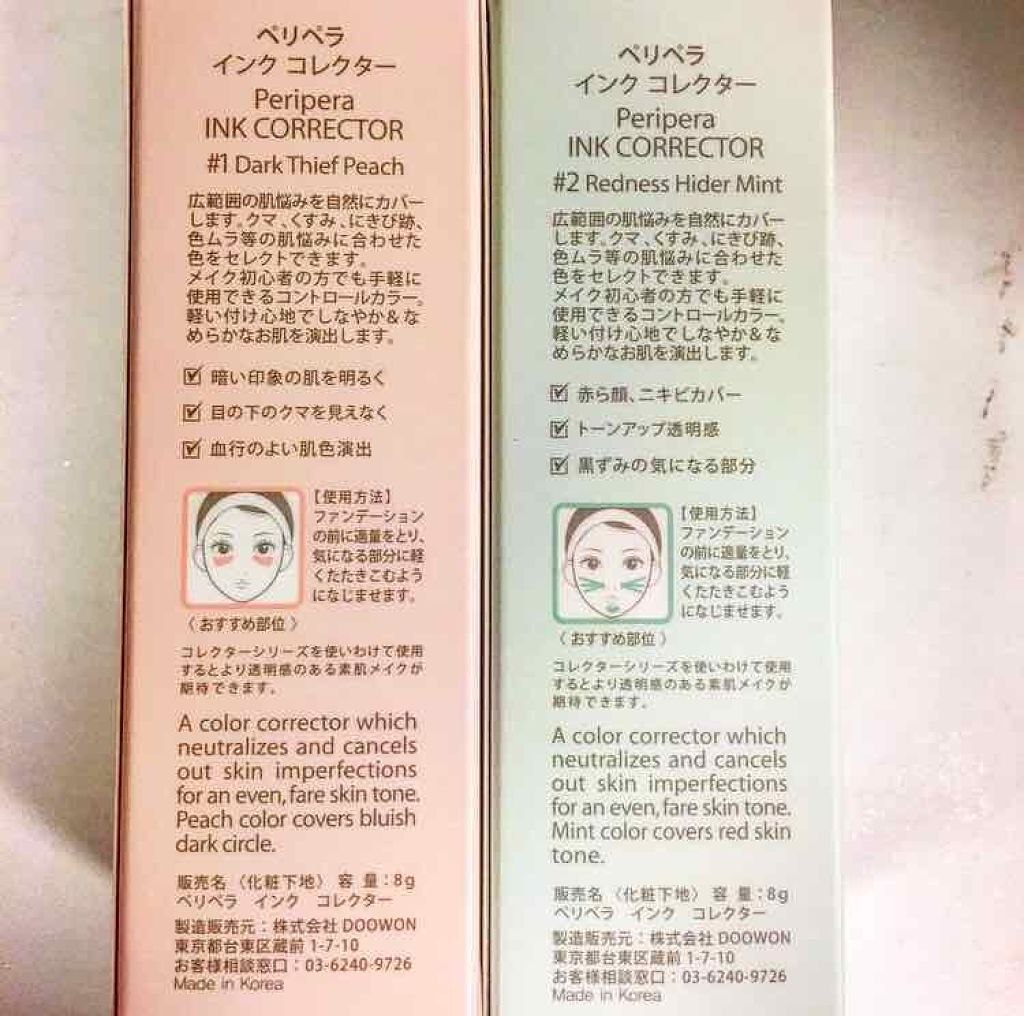 ペリペラ
インク コレクター
Peripera
INK CORRECTOR
#1 Dark Thief Peach
広範囲の肌悩みを自然にカバー
します。クマ、くすみ、にきび跡、
色ムラ等の肌悩みに合わせた
色をセレクトできます。
メイク初心者の方でも手軽に
使用できるコントロールカラー。
軽い付け心地でしなやか＆な
めらかなお肌を演出します。
☑ 暗い印象の肌を明るく
☑ 目の下のクマを見えなく
☑ 血行のよい肌色演出
【使用方法】
ファンデーション
の前に適量をとり、
気になる部分に軽
くたたきこむよう
になじませます。
〈 おすすめ部位 〉
コレクターシリーズを使いわけて使用
するとより透明感のある素肌メイクが
期待できます。
A color corrector which
neutralizes and cancels
out skin imperfections
for an even, fare skin tone.
Peach color covers bluish
dark circle.
販売名 〈化粧下地〉 容 量：8g
ペリペラ インク コレクター
製造販売元：株式会社 DOOWON
東京都台東区蔵前 1-7-10
お客様相談窓口：03-6240-9726
Made in Korea
ペリペラ
インク コレクター
Peripera
INK CORRECTOR
#2 Redness Hider Mint
広範囲の肌悩みを自然にカバー
します。クマ、くすみ、にきび跡、
色ムラ等の肌悩みに合わせた
色をセレクトできます。
メイク初心者の方でも手軽に
使用できるコントロールカラー。
軽い付け心地でしなやか＆な
めらかなお肌を演出します。
☑ 赤ら顔、ニキビカバー
☑ トーンアップ透明感
☑ 黒ずみの気になる部分
【使用方法】
ファンデーション
の前に適量をとり、
気になる部分に軽
くたたきこむよう
になじませます。
〈 おすすめ部位 〉
コレクターシリーズを使いわけて使用
するとより透明感のある素肌メイクが
期待できます。
A color corrector which
neutralizes and cancels
out skin imperfections
for an even, fare skin tone.
Mint color covers red skin
tone.
販売名 〈化粧下地〉 容 量：8g
ペリペラ インク コレクター
製造販売元：株式会社 DOOWON
東京都台東区蔵前 1-7-10
お客様相談窓口：03-6240-9726
Made in Korea